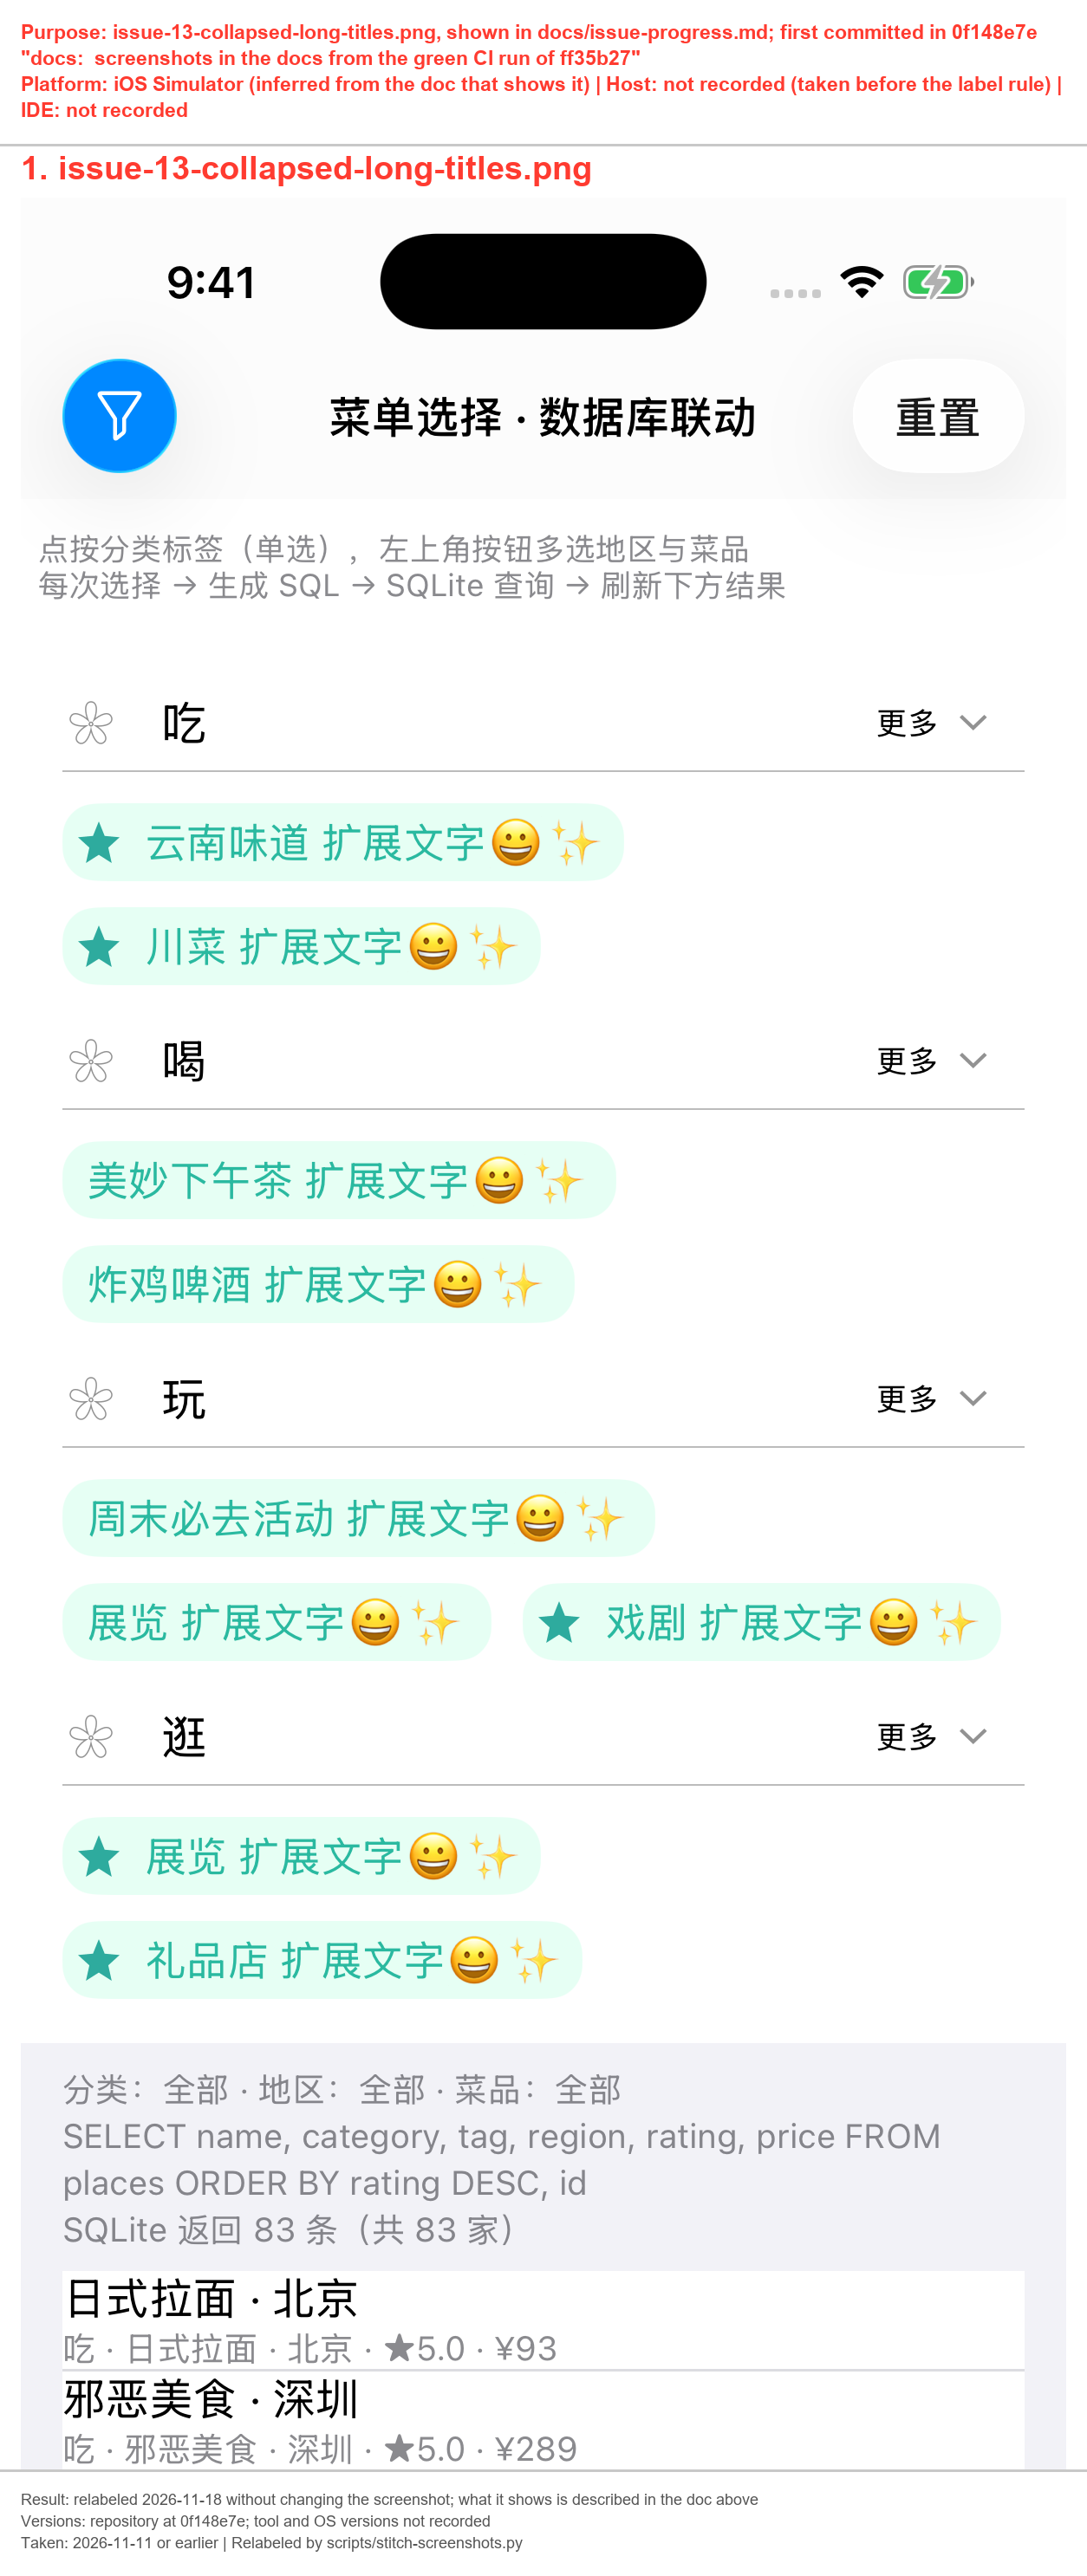 Purpose: issue-13-collapsed-long-titles.png, shown in docs/issue-progress.md; first committed in 0f148e7e
"docs:  screenshots in the docs from the green CI run of ff35b27"
Platform: iOS Simulator (inferred from the doc that shows it) | Host: not recorded (taken before the label rule) |
IDE: not recorded
1. issue-13-collapsed-long-titles.png
9:41
菜单选择 · 数据库联动
重置
点按分类标签（单选），左上角按钮多选地区与菜品
每次选择 → 生成 SQL → SQLite 查询 → 刷新下方结果
吃 更多
★ 云南味道 扩展文字😀✨
★ 川菜 扩展文字😀✨
喝 更多
美妙下午茶 扩展文字😀✨
炸鸡啤酒 扩展文字😀✨
玩 更多
周末必去活动 扩展文字😀✨
展览 扩展文字😀✨ ★ 戏剧 扩展文字😀✨
逛 更多
★ 展览 扩展文字😀✨
★ 礼品店 扩展文字😀✨
分类：全部 · 地区：全部 · 菜品：全部
SELECT name, category, tag, region, rating, price FROM
places ORDER BY rating DESC, id
SQLite 返回 83 条（共 83 家）
日式拉面 · 北京
吃 · 日式拉面 · 北京 · ★5.0 · ¥93
邪恶美食 · 深圳
吃 · 邪恶美食 · 深圳 · ★5.0 · ¥289
Result: relabeled 2026-11-18 without changing the screenshot; what it shows is described in the doc above
Versions: repository at 0f148e7e; tool and OS versions not recorded
Taken: 2026-11-11 or earlier | Relabeled by scripts/stitch-screenshots.py